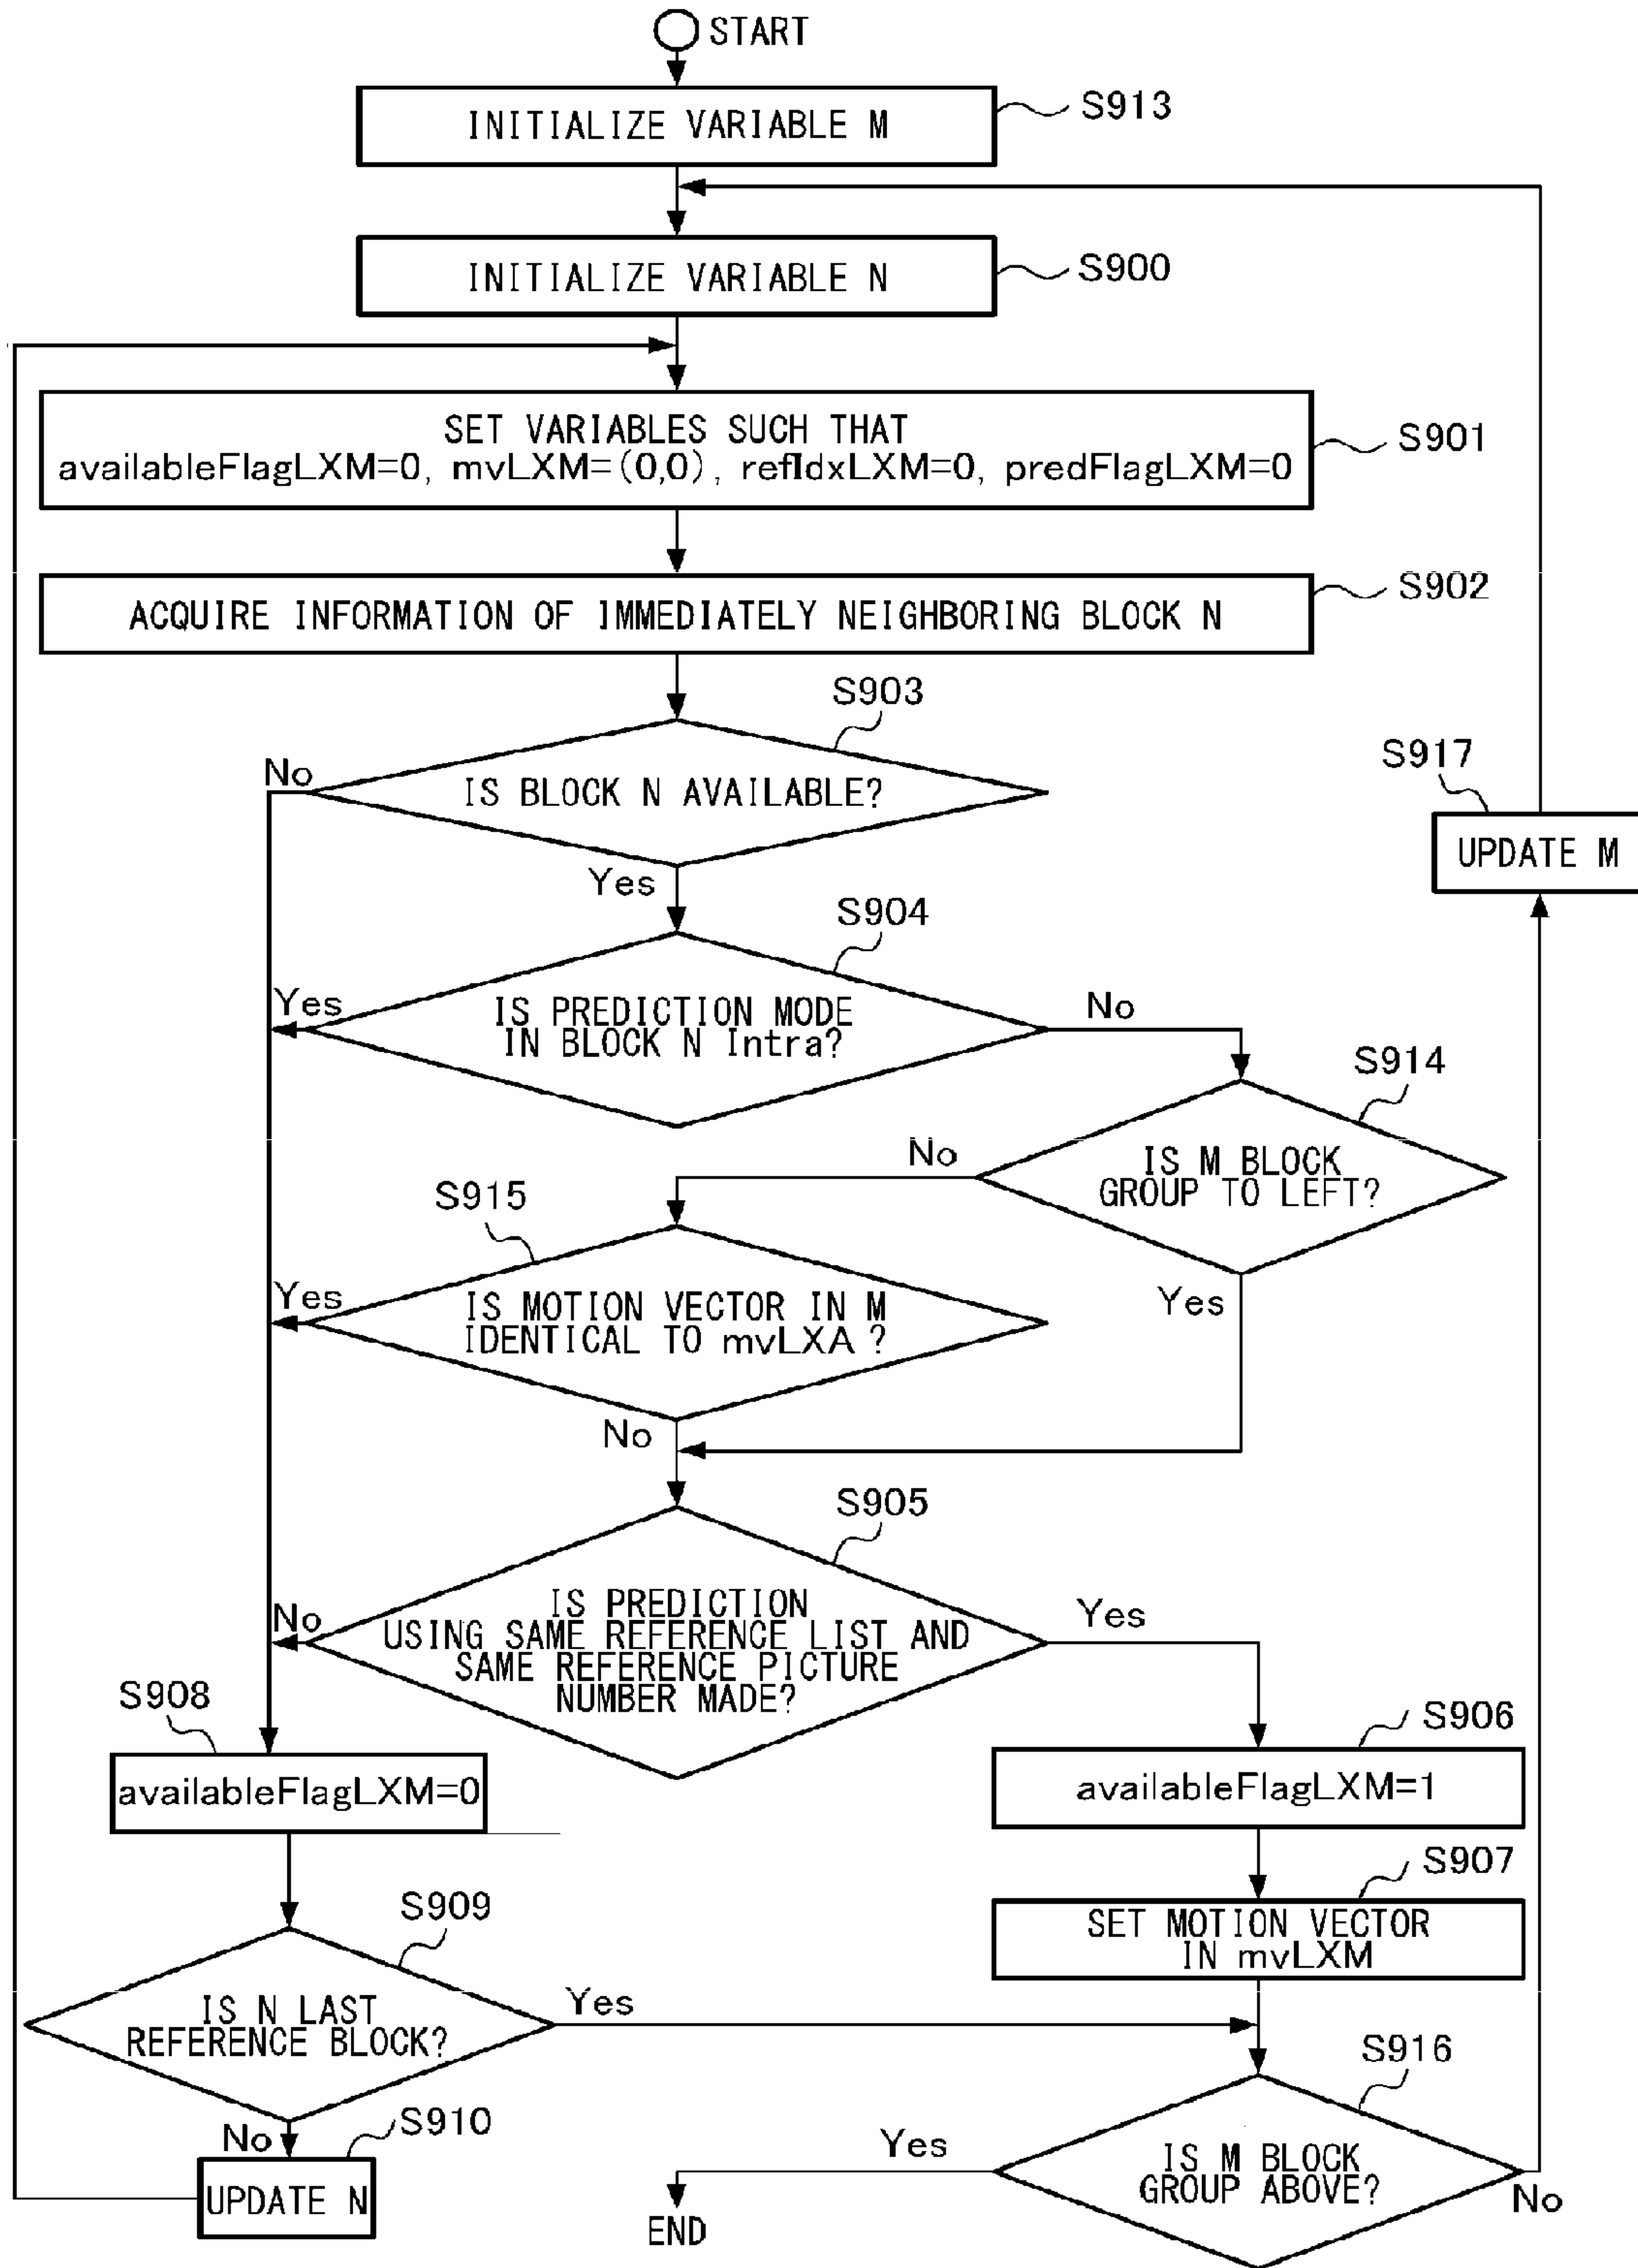 START
INITIALIZE VARIABLE M
S913
INITIALIZE VARIABLE N
S900
SET VARIABLES SUCH THAT
availableFlagLXM=0, mvLXM=(0,0), refIdxLXM=0, predFlagLXM=0
S901
ACQUIRE INFORMATION OF IMMEDIATELY NEIGHBORING BLOCK N
S902
S903
No
IS BLOCK N AVAILABLE?
Yes
S917
UPDATE M
S904
Yes
IS PREDICTION MODE
IN BLOCK N Intra?
No
S914
No
IS M BLOCK
GROUP TO LEFT?
Yes
S915
Yes
IS MOTION VECTOR IN M
IDENTICAL TO mvLXA ?
No
S905
No
IS PREDICTION
USING SAME REFERENCE LIST AND
SAME REFERENCE PICTURE
NUMBER MADE?
Yes
S908
availableFlagLXM=0
S906
availableFlagLXM=1
S907
SET MOTION VECTOR
IN mvLXM
S909
IS N LAST
REFERENCE BLOCK?
Yes
No
S910
UPDATE N
S916
Yes
IS M BLOCK
GROUP ABOVE?
No
END